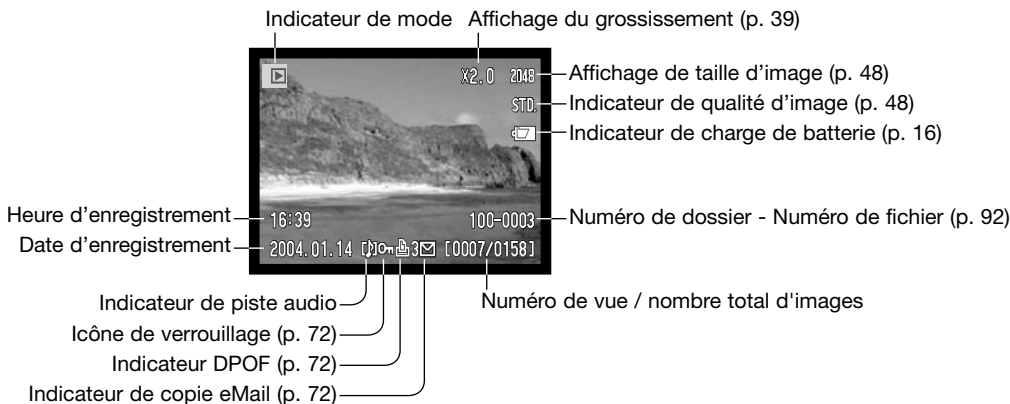 Indicateur de mode Affichage du grossissement (p. 39)
X2.0 2048 Affichage de taille d'image (p. 48)
STD. Indicateur de qualité d'image (p. 48)
Indicateur de charge de batterie (p. 16)
Heure d'enregistrement 16:39 100-0003 Numéro de dossier - Numéro de fichier (p. 92)
Date d'enregistrement 2004.01.14 3 [0007/0158]
Indicateur de piste audio Numéro de vue / nombre total d'images
Icône de verrouillage (p. 72)
Indicateur DPOF (p. 72)
Indicateur de copie eMail (p. 72)